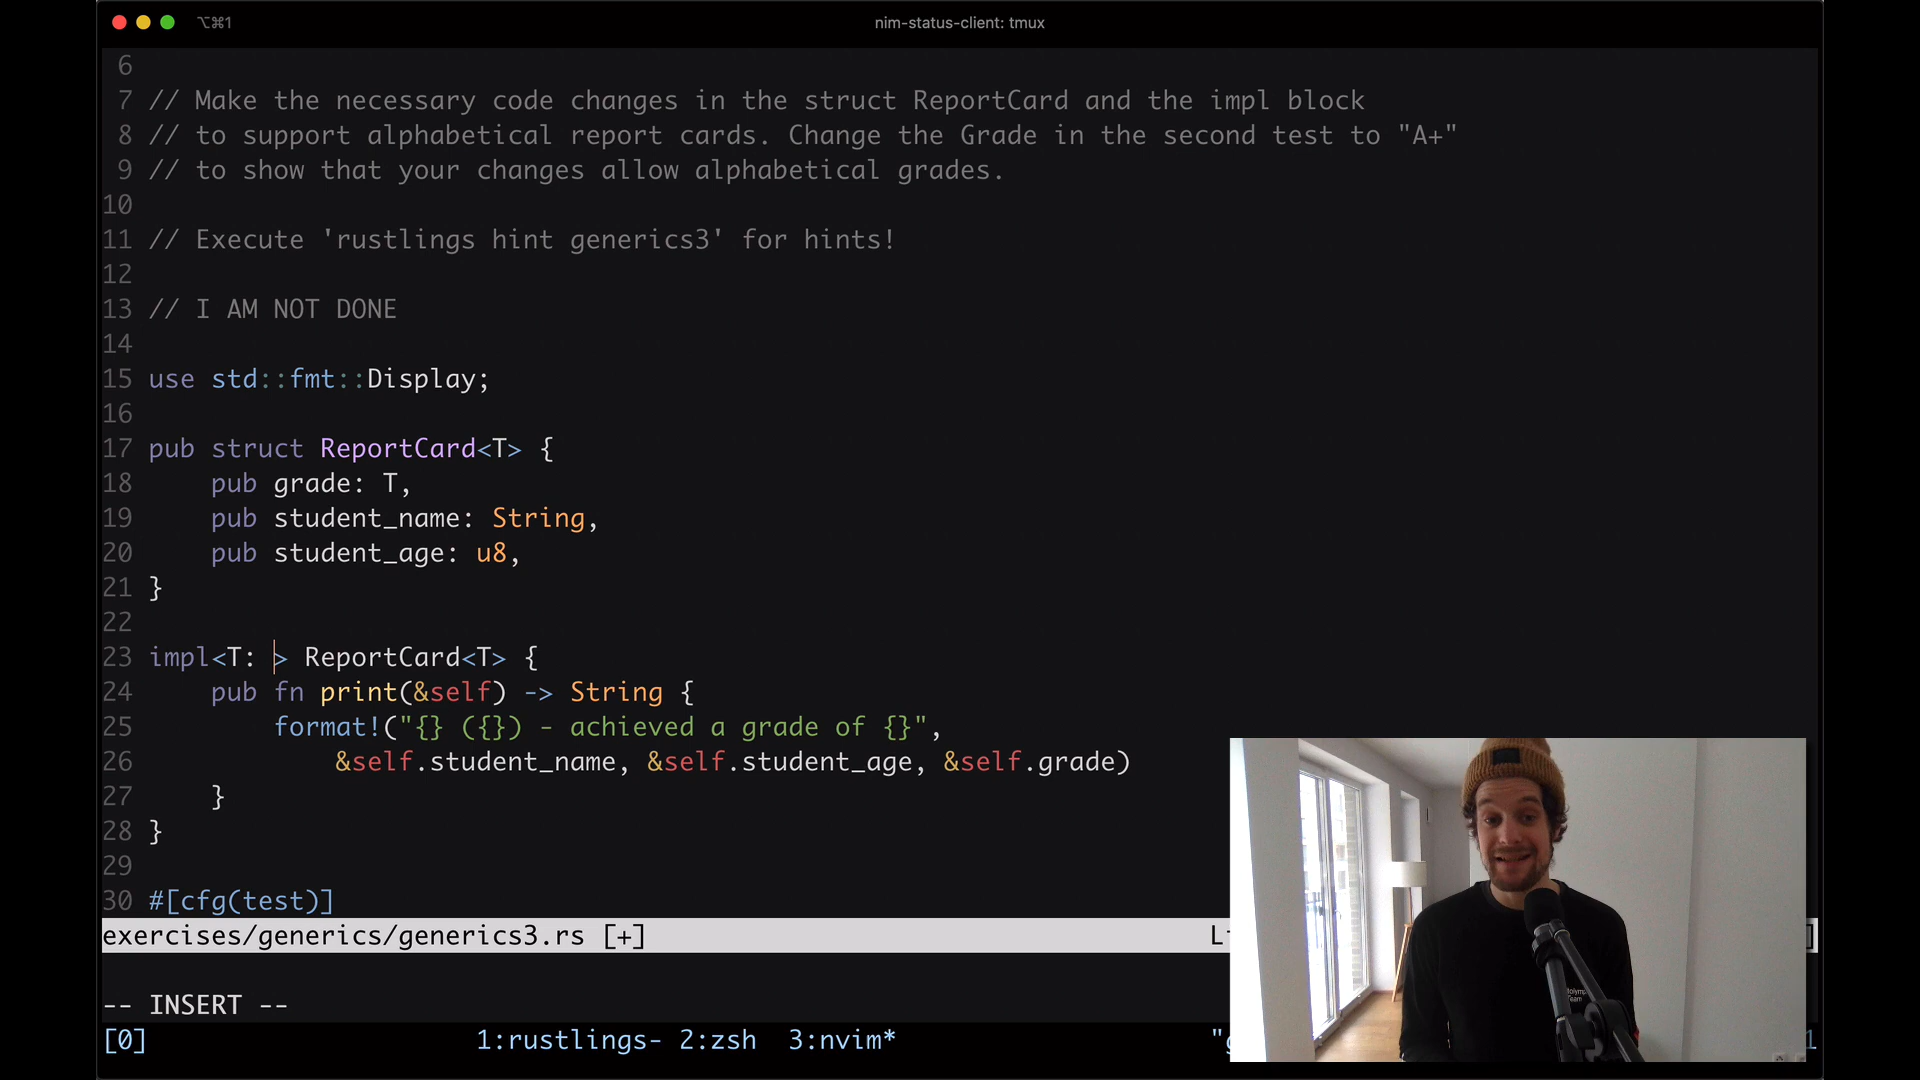 ⌥⌘1
nim-status-client: tmux
6
7 // Make the necessary code changes in the struct ReportCard and the impl block
8 // to support alphabetical report cards. Change the Grade in the second test to "A+"
9 // to show that your changes allow alphabetical grades.
10
11 // Execute 'rustlings hint generics3' for hints!
12
13 // I AM NOT DONE
14
15 use std::fmt::Display;
16
17 pub struct ReportCard<T> {
18     pub grade: T,
19     pub student_name: String,
20     pub student_age: u8,
21 }
22
23 impl<T: > ReportCard<T> {
24     pub fn print(&self) -> String {
25         format!("{} ({}) - achieved a grade of {}",
26             &self.student_name, &self.student_age, &self.grade)
27     }
28 }
29
30 #[cfg(test)]
exercises/generics/generics3.rs [+]
-- INSERT --
[0] 1:rustlings- 2:zsh 3:nvim*
Team